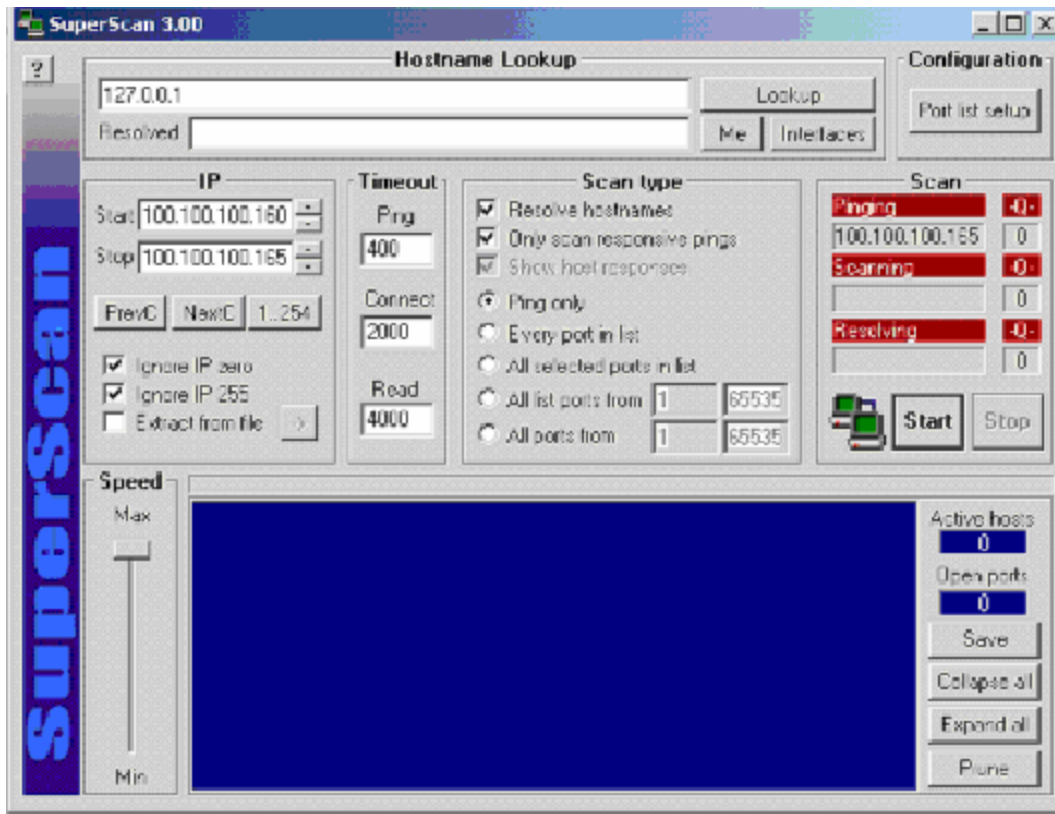 SuperScan 3.00
?
Hostname Lookup
127.0.0.1
Lookup
Resolved
Me
Interfaces
Configuration
Port list setup
IP
Start 100.100.100.160
Stop 100.100.100.165
PrevC
NextC
1..254
Ignore IP zero
Ignore IP 255
Extract from file
Timeout
Ping
400
Connect
2000
Read
4000
Scan type
Resolve hostnames
Only scan responsive pings
Show host responses
Ping only
Every port in list
All selected ports in list
All list ports from 1 65535
All ports from 1 65535
Scan
Pinging -0-
100.100.100.165 0
Scanning -0-
0
Resolving -0-
0
Start
Stop
Speed
Max
Min
SuperScan
Active hosts
0
Open ports
0
Save
Collapse all
Expand all
Prune